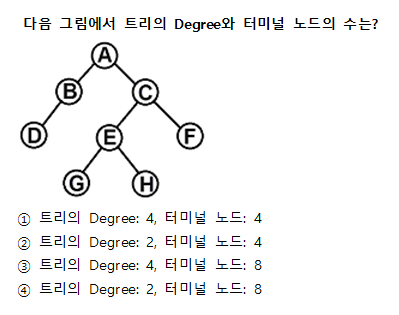 다음 그림에서 트리의 Degree와 터미널 노드의 수는?
A
B
C
D
E
F
G
H
① 트리의 Degree: 4, 터미널 노드: 4
② 트리의 Degree: 2, 터미널 노드: 4
③ 트리의 Degree: 4, 터미널 노드: 8
④ 트리의 Degree: 2, 터미널 노드: 8